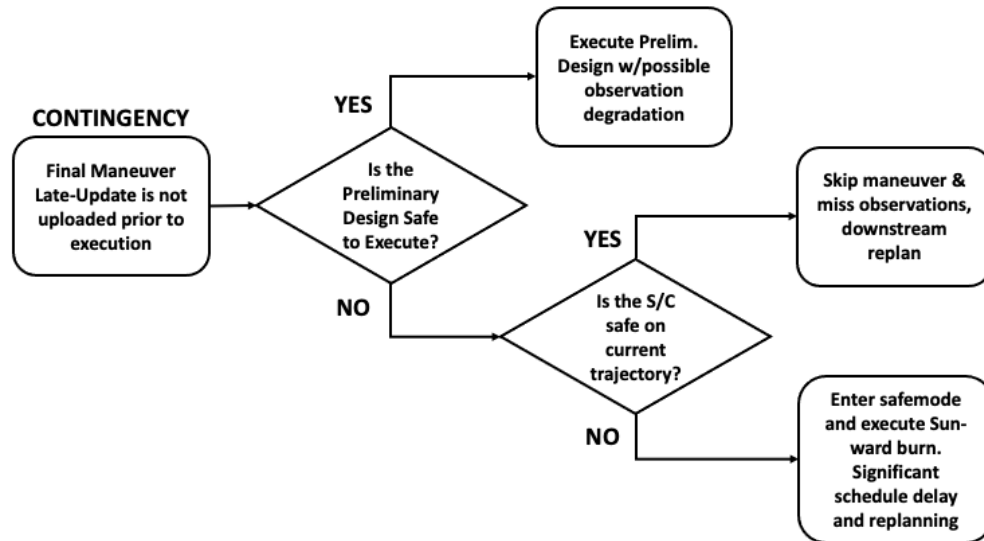 CONTINGENCY
Final Maneuver
Late-Update is not
uploaded prior to
execution
Is the
Preliminary
Design Safe
to Execute?
YES
Execute Prelim.
Design w/possible
observation
degradation
NO
Is the S/C
safe on
current
trajectory?
YES
Skip maneuver &
miss observations,
downstream
replan
NO
Enter safemode
and execute Sun-
ward burn.
Significant
schedule delay
and replanning